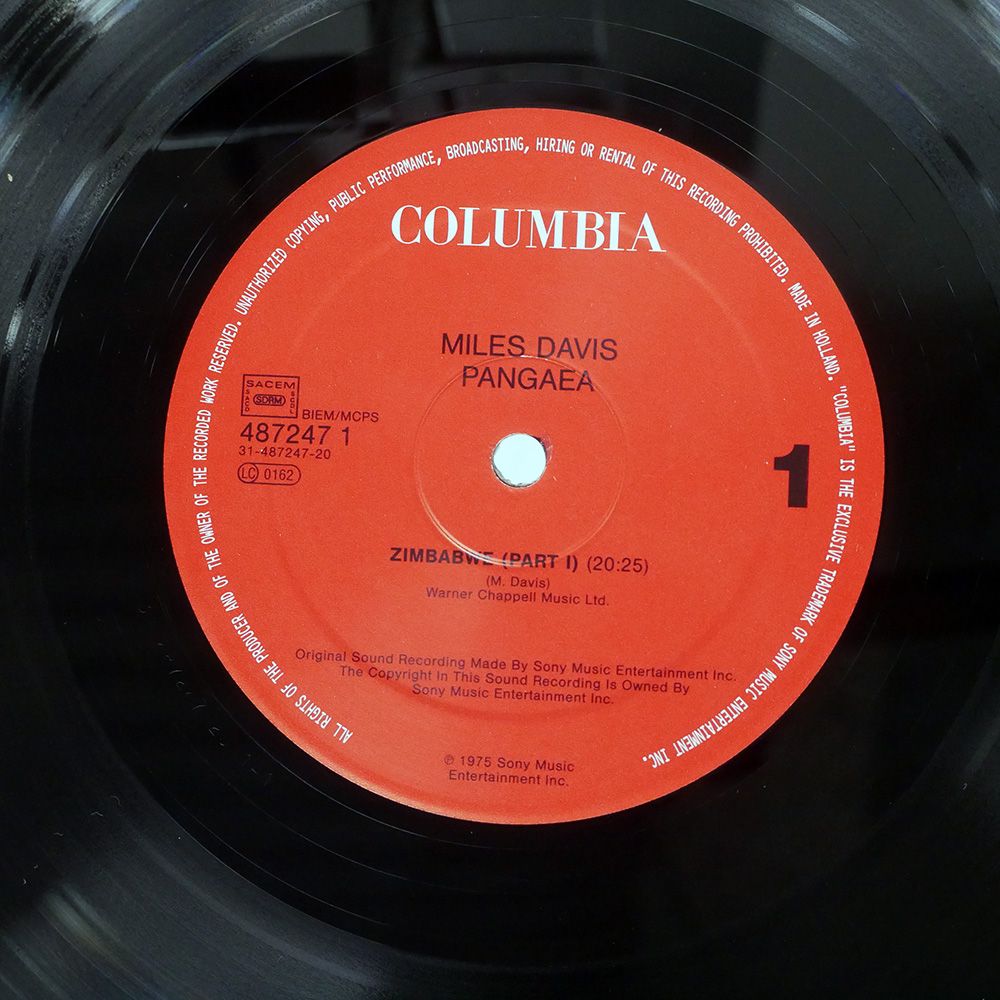 ALL RIGHTS OF THE PRODUCER AND OF THE OWNER OF THE RECORDED WORK RESERVED. UNAUTHORIZED COPYING, PUBLIC PERFORMANCE, BROADCASTING, HIRING OR RENTAL OF THIS RECORDING PROHIBITED. MADE IN HOLLAND. "COLUMBIA" IS THE EXCLUSIVE TRADEMARK OF SONY MUSIC ENTERTAINMENT INC.
COLUMBIA
MILES DAVIS
PANGAEA
SACEM
SACD SDRM SGDL
BIEM/MCPS
487247 1
31-487247-20
LC 0162
1
ZIMBABWE (PART I) (20:25)
(M. Davis)
Warner Chappell Music Ltd.
Original Sound Recording Made By Sony Music Entertainment Inc.
The Copyright In This Sound Recording Is Owned By
Sony Music Entertainment Inc.
℗ 1975 Sony Music
Entertainment Inc.